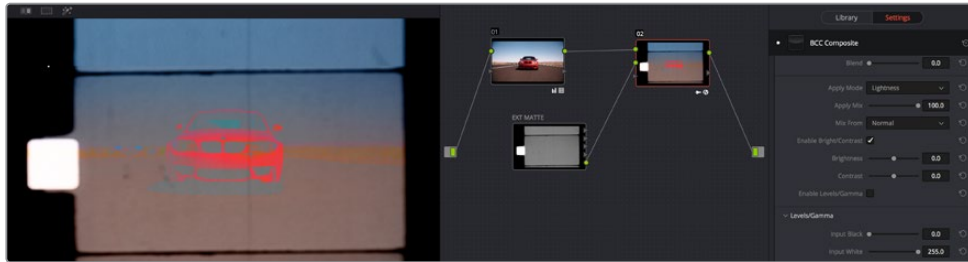 Library Settings
01
02
BCC Composite
Blend 0.0
Apply Mode Lightness
EXT MATTE
Apply Mix 100.0
Mix From Normal
Enable Bright/Contrast
Brightness 0.0
Contrast 0.0
Enable Levels/Gamma
Levels/Gamma
Input Black 0.0
Input White 255.0